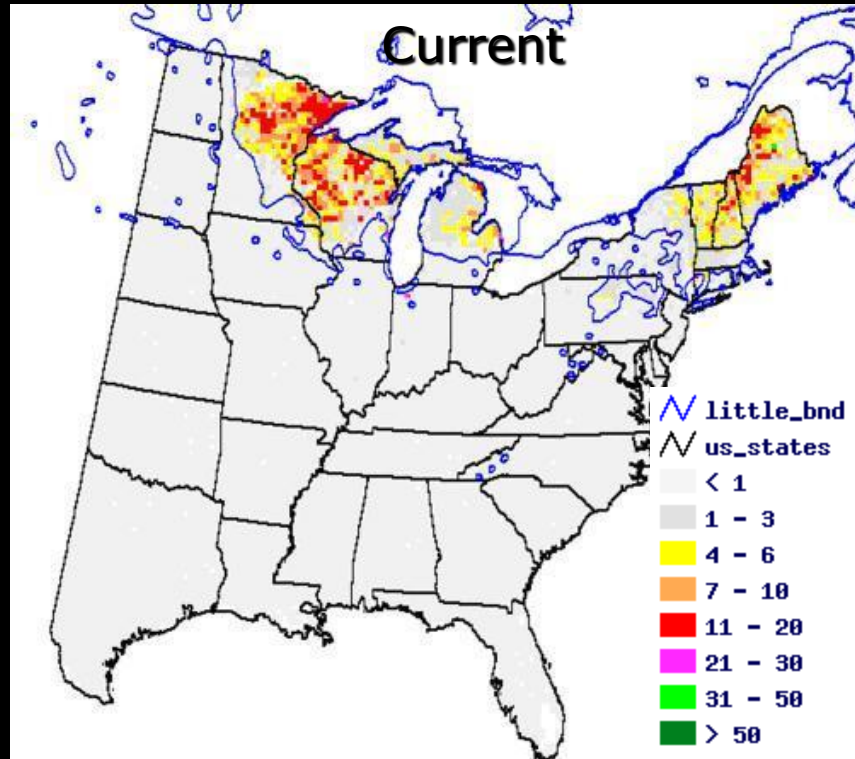 Current
little_bnd
us_states
< 1
1 - 3
4 - 6
7 - 10
11 - 20
21 - 30
31 - 50
> 50